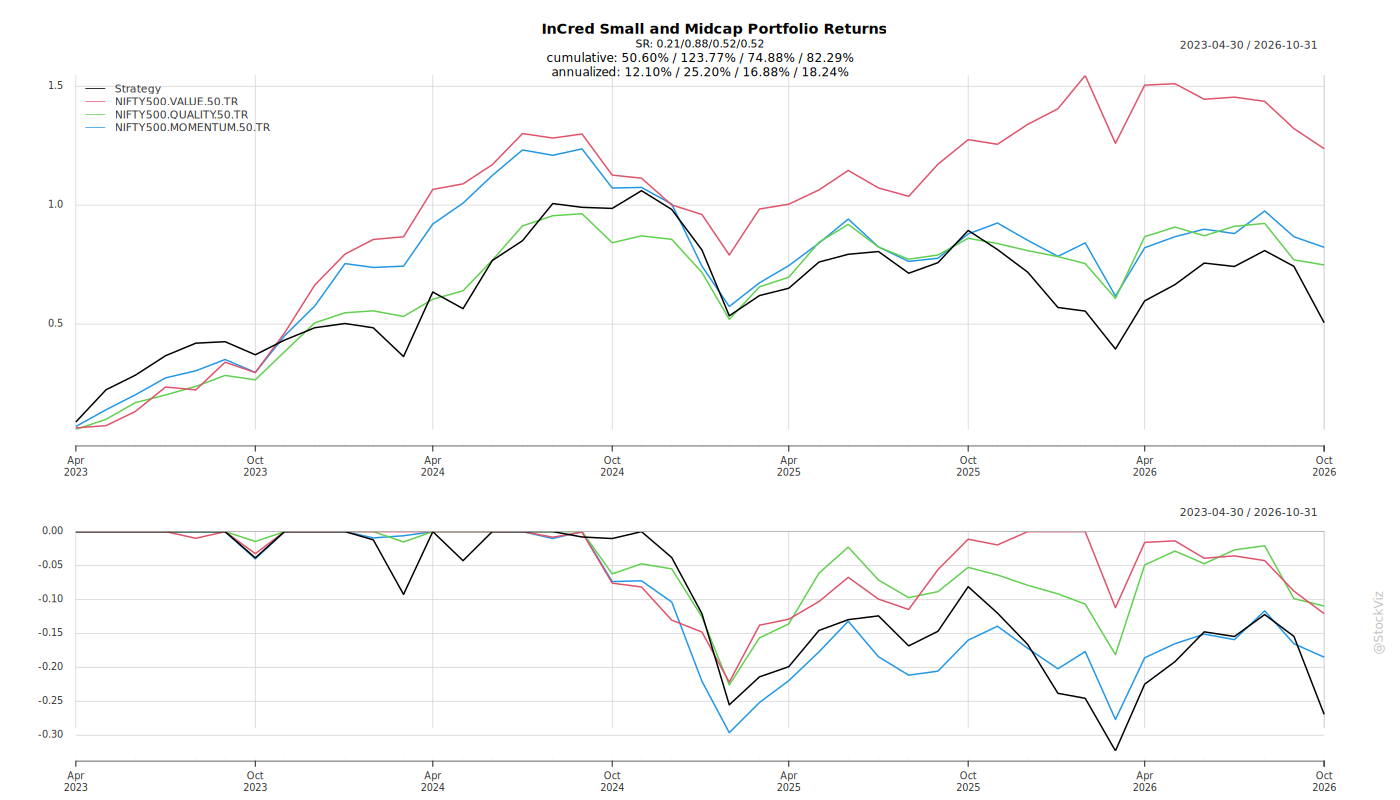 InCred Small and Midcap Portfolio Returns
SR: 0.21/0.88/0.52/0.52
cumulative: 50.60% / 123.77% / 74.88% / 82.29%
annualized: 12.10% / 25.20% / 16.88% / 18.24%
2023-04-30 / 2026-10-31
Strategy
NIFTY500.VALUE.50.TR
NIFTY500.QUALITY.50.TR
NIFTY500.MOMENTUM.50.TR
1.5
1.0
0.5
Apr Oct Apr Oct Apr Oct Apr Oct
2023 2023 2024 2024 2025 2025 2026 2026
2023-04-30 / 2026-10-31
0.00
-0.05
-0.10
-0.15
-0.20
-0.25
-0.30
Apr Oct Apr Oct Apr Oct Apr Oct
2023 2023 2024 2024 2025 2025 2026 2026
@StockViz